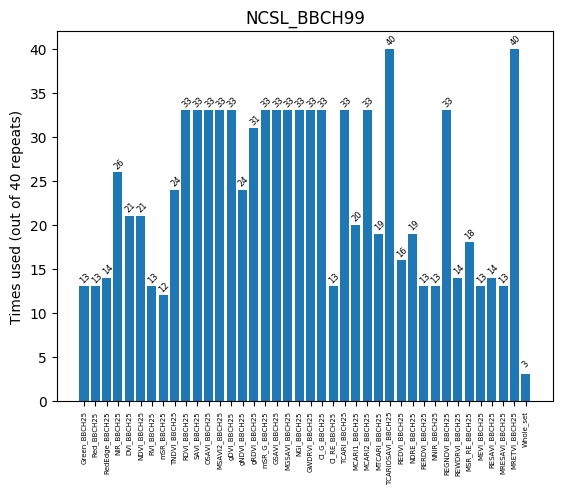 NCSL_BBCH99
Times used (out of 40 repeats)
40
35
30
25
20
15
10
5
0
13
13
14
26
21
21
13
12
24
33
33
33
33
33
24
31
33
33
33
33
33
33
13
33
20
33
19
40
16
19
13
13
33
14
18
13
14
13
40
3
Green_BBCH25
Red_BBCH25
RedEdge_BBCH25
NIR_BBCH25
DVI_BBCH25
NDVI_BBCH25
RVI_BBCH25
mSR_BBCH25
TNDVI_BBCH25
RDVI_BBCH25
SAVI_BBCH25
OSAVI_BBCH25
MSAVI2_BBCH25
gDVI_BBCH25
gNDVI_BBCH25
gRDVI_BBCH25
mSR_G_BBCH25
GSAVI_BBCH25
MGSAVI_BBCH25
NGI_BBCH25
GWDRVI_BBCH25
CI_G_BBCH25
CI_RE_BBCH25
TCARI_BBCH25
MCARI1_BBCH25
MCARI2_BBCH25
MTCARI_BBCH25
TCARIOSAVI_BBCH25
REDVI_BBCH25
NDRE_BBCH25
RERDVI_BBCH25
NNIR_BBCH25
REGNDVI_BBCH25
REWDRVI_BBCH25
MSR_RE_BBCH25
MEVI_BBCH25
RESAVI_BBCH25
MRESAVI_BBCH25
MRETVI_BBCH25
Whole_set